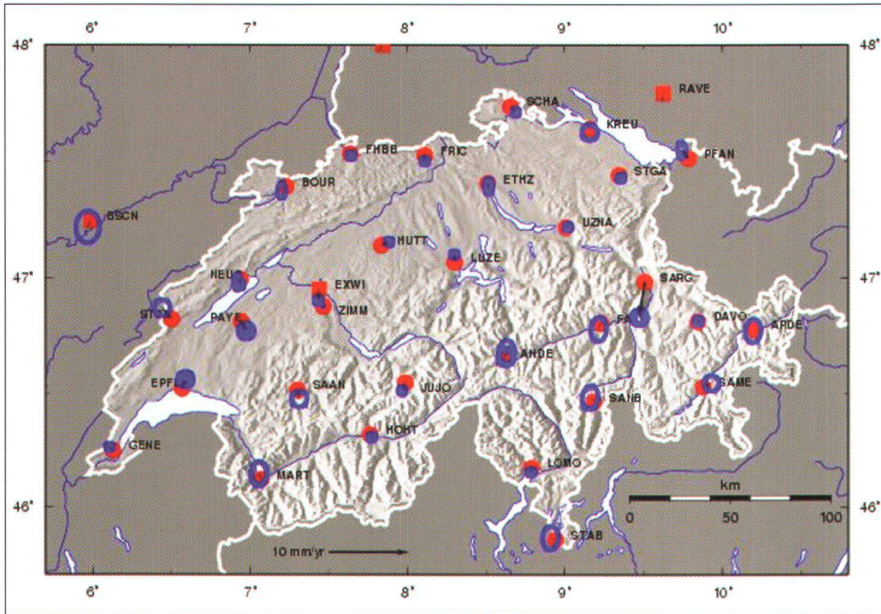 6° 7° 8° 9° 10°
48° 48°
RAVE
SCHA
KREU
FHBB FRIC PFAN
BOUR ETHZ STGA
BSCN UZNA
HUTT
LUZE
47° NEU SARG 47°
EXWI
ZIMM
PAYE FA DAVO ARDE
ANDE
EPFL SAAN JUJO SAME
SANB
GENE HOHT
MART LOMO
km
46° 46°
0 50 100
STAB
10 mm/yr
6° 7° 8° 9° 10°